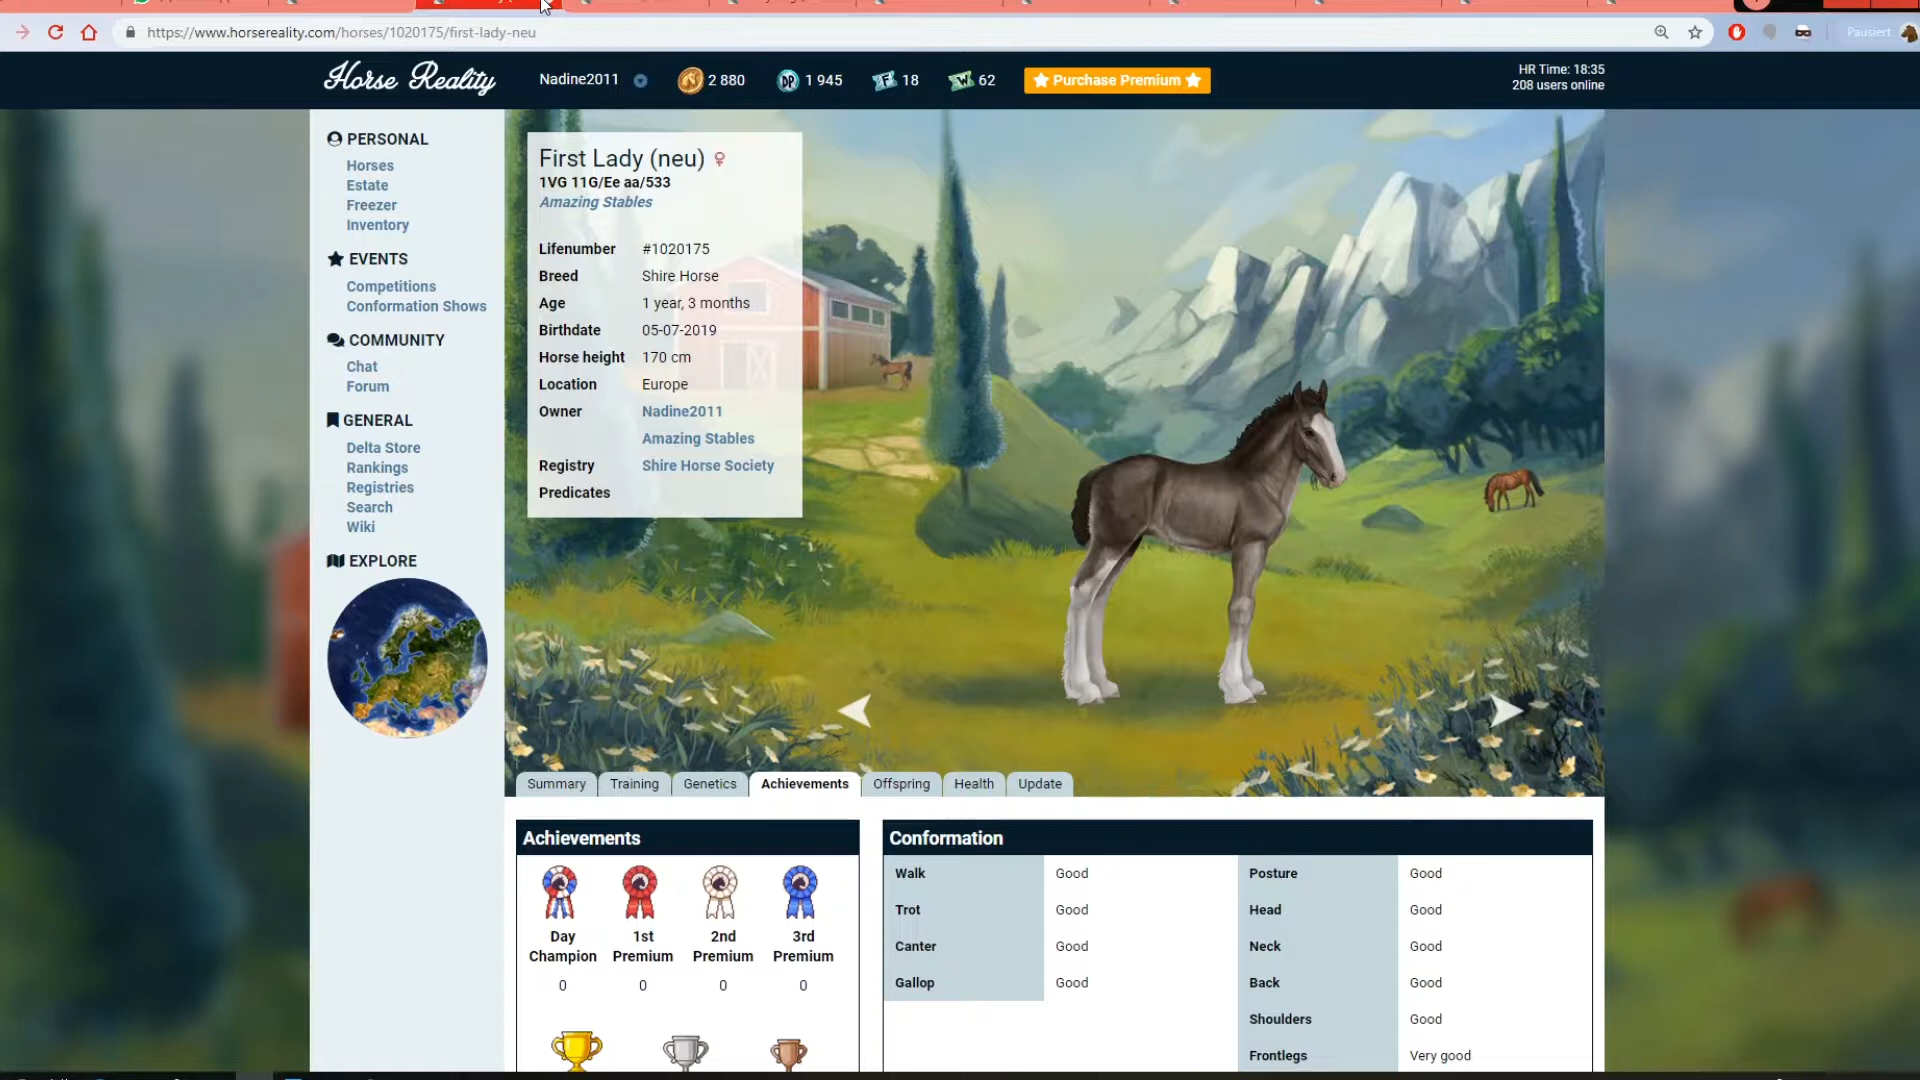 https://www.horsereality.com/horses/1020175/first-lady-neu
Pausiert
Horse Reality
Nadine2011
2 880
DP
1 945
F
18
W
62
Purchase Premium
HR Time: 18:35
208 users online
PERSONAL
Horses
Estate
Freezer
Inventory
EVENTS
Competitions
Conformation Shows
COMMUNITY
Chat
Forum
GENERAL
Delta Store
Rankings
Registries
Search
Wiki
EXPLORE
First Lady (neu)
1VG 11G/Ee aa/533
Amazing Stables
Lifenumber #1020175
Breed Shire Horse
Age 1 year, 3 months
Birthdate 05-07-2019
Horse height 170 cm
Location Europe
Owner Nadine2011
Amazing Stables
Registry Shire Horse Society
Predicates
Summary Training Genetics Achievements Offspring Health Update
Achievements
Day Champion
1st Premium
2nd Premium
3rd Premium
0 0 0 0
Conformation
Walk Good Posture Good
Trot Good Head Good
Canter Good Neck Good
Gallop Good Back Good
Shoulders Good
Frontlegs Very good